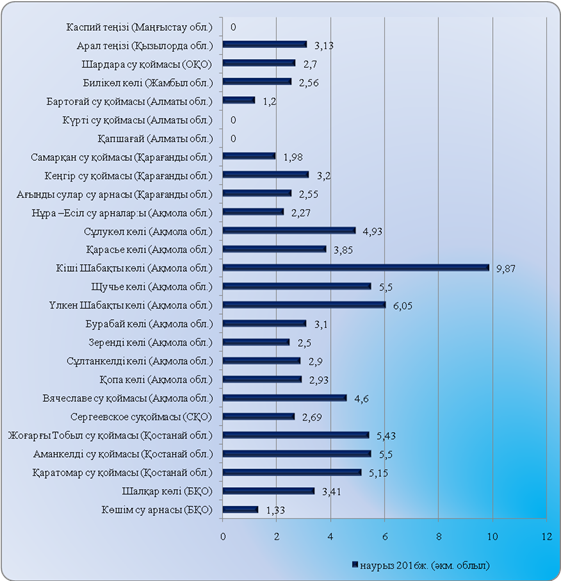 Каспий теңізі (Маңғыстау обл.) 0
Арал теңізі (Қызылорда обл.) 3,13
Шардара су қоймасы (ОҚО) 2,7
Билікөл көлі (Жамбыл обл.) 2,56
Бартоғай су қоймасы (Алматы обл.) 1,2
Күрті су қоймасы (Алматы обл.) 0
Қапшағай (Алматы обл.) 0
Самарқан су қоймасы (Қарағанды обл.) 1,98
Кеңгір су қоймасы (Қарағанды обл.) 3,2
Ағынды сулар су арнасы (Қарағанды обл.) 2,55
Нұра –Есіл су арналар:ы (Ақмола обл.) 2,27
Сұлукөл көлі (Ақмола обл.) 4,93
Қарасье көлі (Ақмола обл.) 3,85
Кіші Шабақты көлі (Ақмола обл.) 9,87
Щучье көлі (Ақмола обл.) 5,5
Үлкен Шабақты көлі (Ақмола обл.) 6,05
Бурабай көлі (Ақмола обл.) 3,1
Зеренді көлі (Ақмола обл.) 2,5
Сұлтанкелді көлі (Ақмола обл.) 2,9
Қопа көлі (Ақмола обл.) 2,93
Вячеславе су қоймасы (Ақмола обл.) 4,6
Сергеевское суқоймасы (СҚО) 2,69
Жоғарғы Тобыл су қоймасы (Қостанай обл.) 5,43
Аманкелді су қоймасы (Қостанай обл.) 5,5
Қаратомар су қоймасы (Қостанай обл.) 5,15
Шалқар көлі (БҚО) 3,41
Көшім су арнасы (БҚО) 1,33
0 2 4 6 8 10 12
наурыз 2016ж. (әкм. облыл)